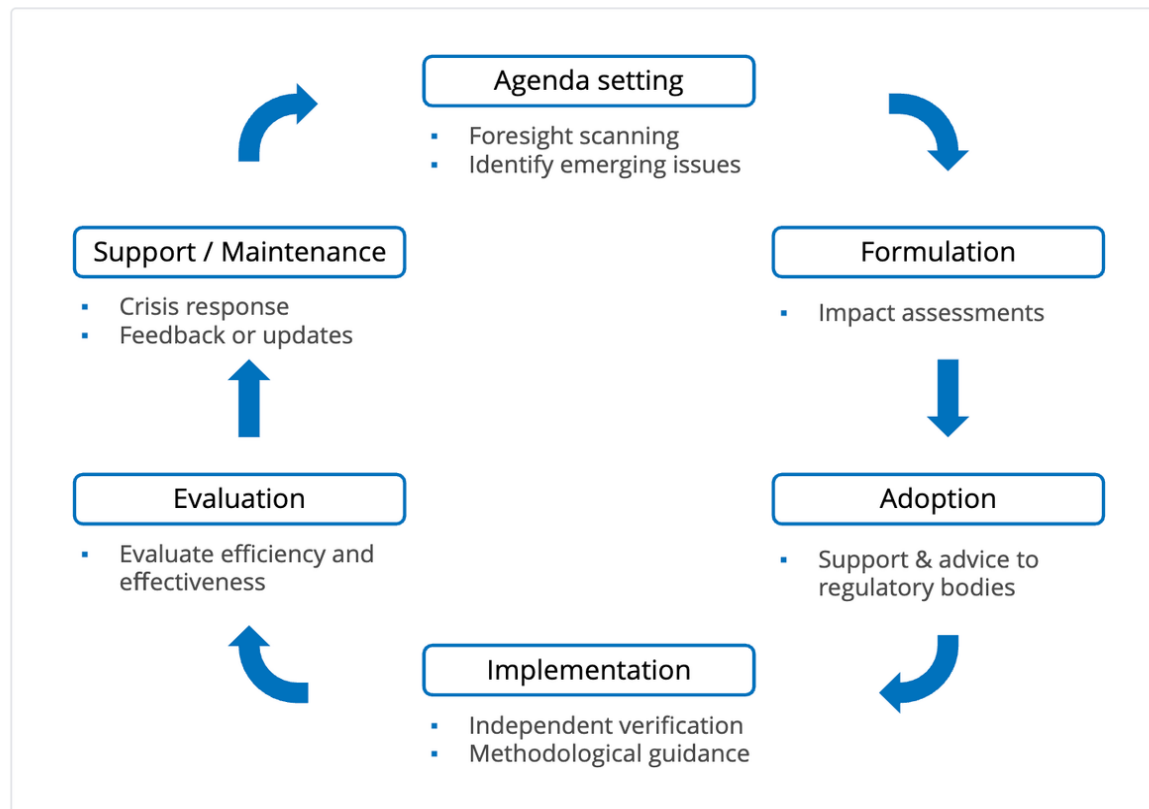 Agenda setting
▪ Foresight scanning
▪ Identify emerging issues
Formulation
▪ Impact assessments
Adoption
▪ Support & advice to
regulatory bodies
Implementation
▪ Independent verification
▪ Methodological guidance
Evaluation
▪ Evaluate efficiency and
effectiveness
Support / Maintenance
▪ Crisis response
▪ Feedback or updates